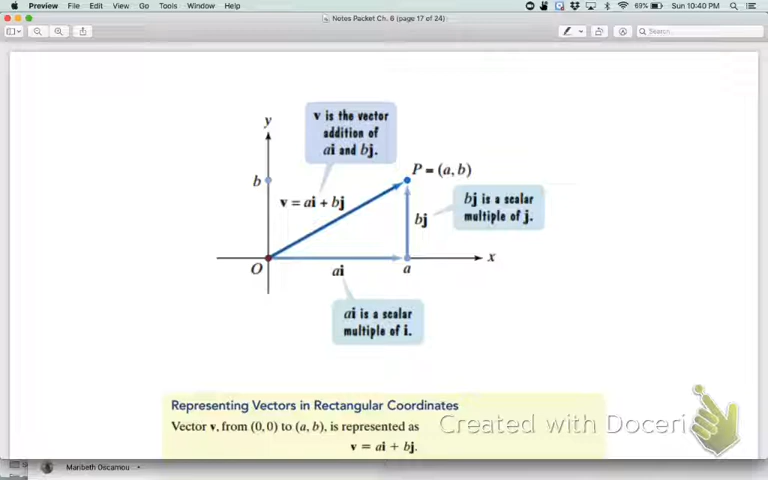 Preview File Edit View Go Tools Window Help
69% Sun 10:40 PM
Notes Packet Ch. 6 (page 17 of 24)
Search
y
v is the vector
addition of
ai and bj.
P = (a, b)
b
v = ai + bj
bj
bj is a scalar
multiple of j.
O
ai
a
x
ai is a scalar
multiple of i.
Representing Vectors in Rectangular Coordinates
Vector v, from (0, 0) to (a, b), is represented as
v = ai + bj.
Created with Doceri
Maribeth Oscamou